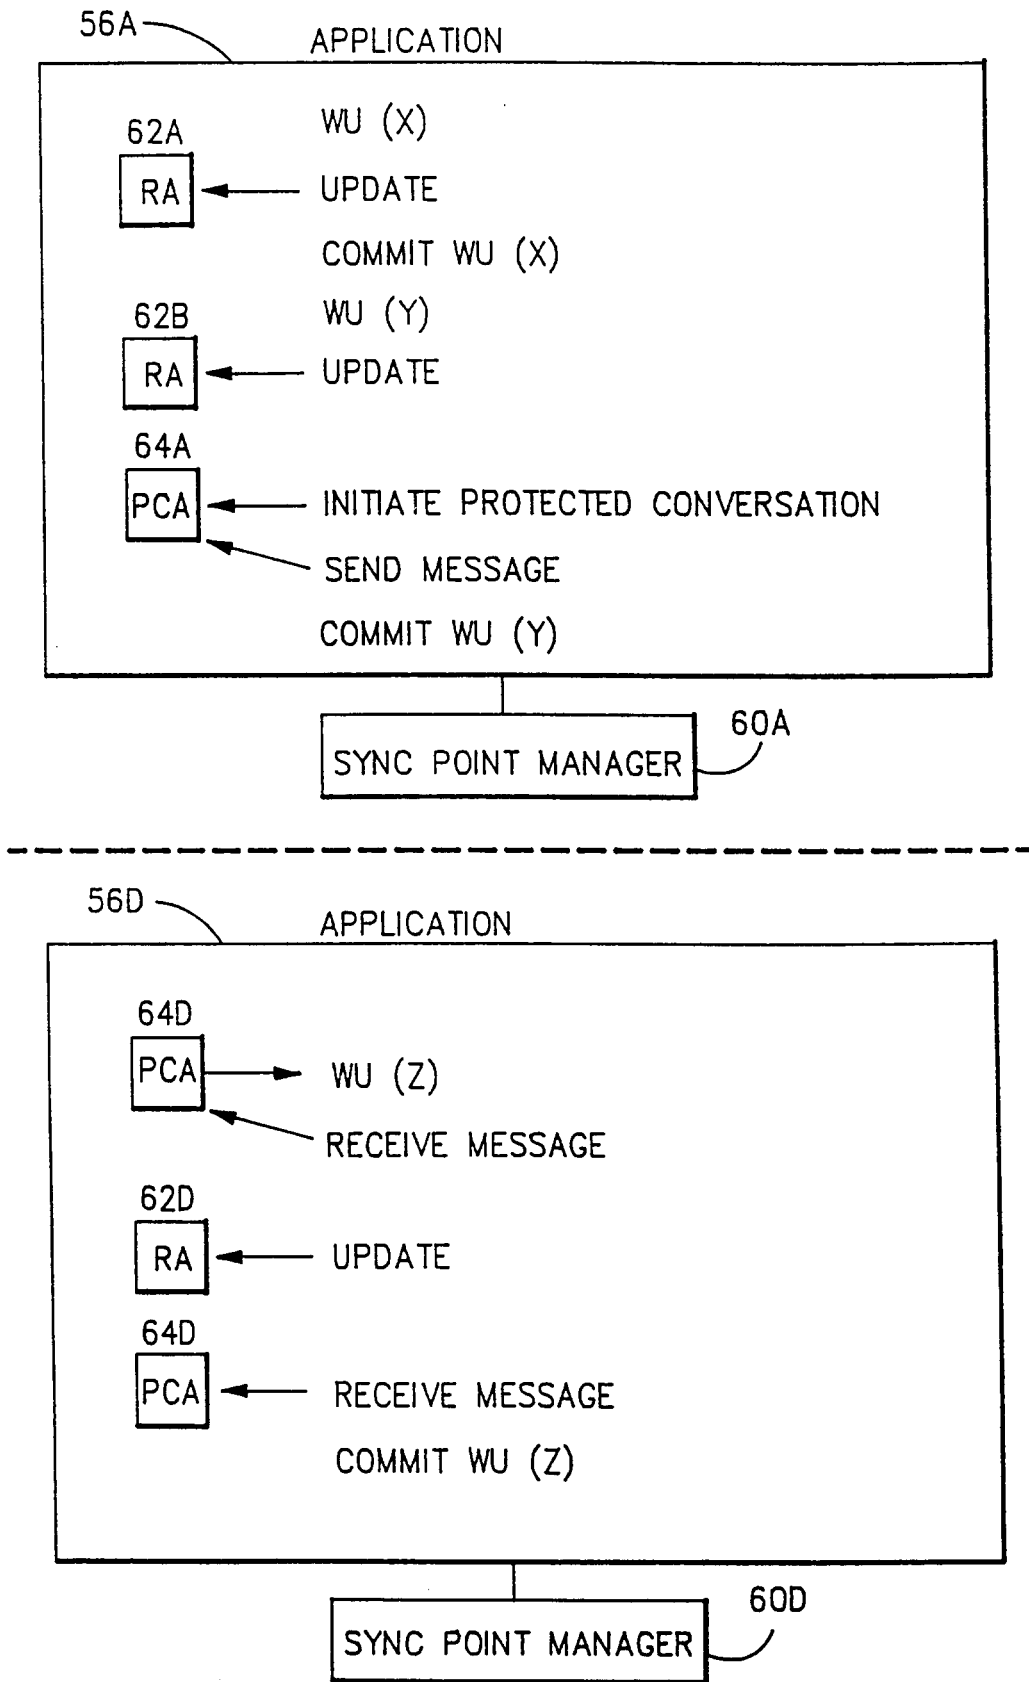 56A
APPLICATION
WU (X)
62A
RA
UPDATE
COMMIT WU (X)
62B
WU (Y)
RA
UPDATE
64A
PCA
INITIATE PROTECTED CONVERSATION
SEND MESSAGE
COMMIT WU (Y)
60A
SYNC POINT MANAGER
56D
APPLICATION
64D
PCA
WU (Z)
RECEIVE MESSAGE
62D
RA
UPDATE
64D
PCA
RECEIVE MESSAGE
COMMIT WU (Z)
60D
SYNC POINT MANAGER